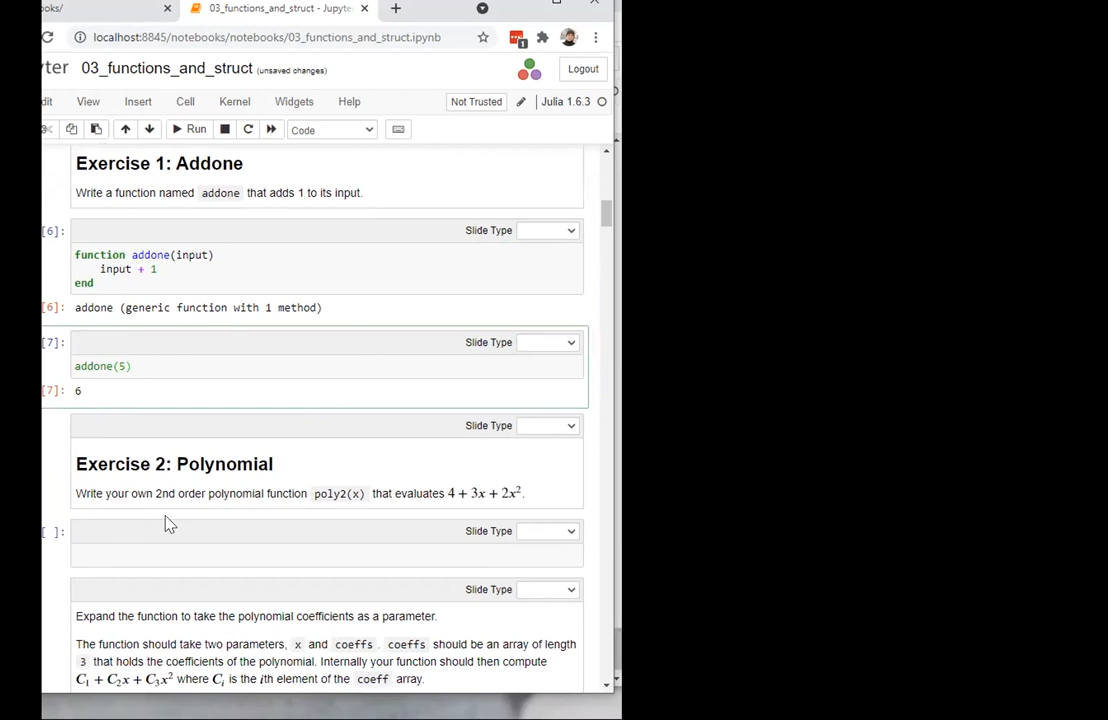 oks/
03_functions_and_struct - Jupyte
localhost:8845/notebooks/notebooks/03_functions_and_struct.ipynb
1
yter 03_functions_and_struct (unsaved changes)
Logout
dit View Insert Cell Kernel Widgets Help
Not Trusted Julia 1.6.3
Run Code
Exercise 1: Addone
Write a function named addone that adds 1 to its input.
[6]: Slide Type
function addone(input)
input + 1
end
[6]: addone (generic function with 1 method)
[7]: Slide Type
addone(5)
[7]: 6
Slide Type
Exercise 2: Polynomial
Write your own 2nd order polynomial function poly2(x) that evaluates 4 + 3x + 2x².
[ ]: Slide Type
Slide Type
Expand the function to take the polynomial coefficients as a parameter.
The function should take two parameters, x and coeffs. coeffs should be an array of length
3 that holds the coefficients of the polynomial. Internally your function should then compute
C₁ + C₂x + C₃x² where Cᵢ is the ith element of the coeff array.